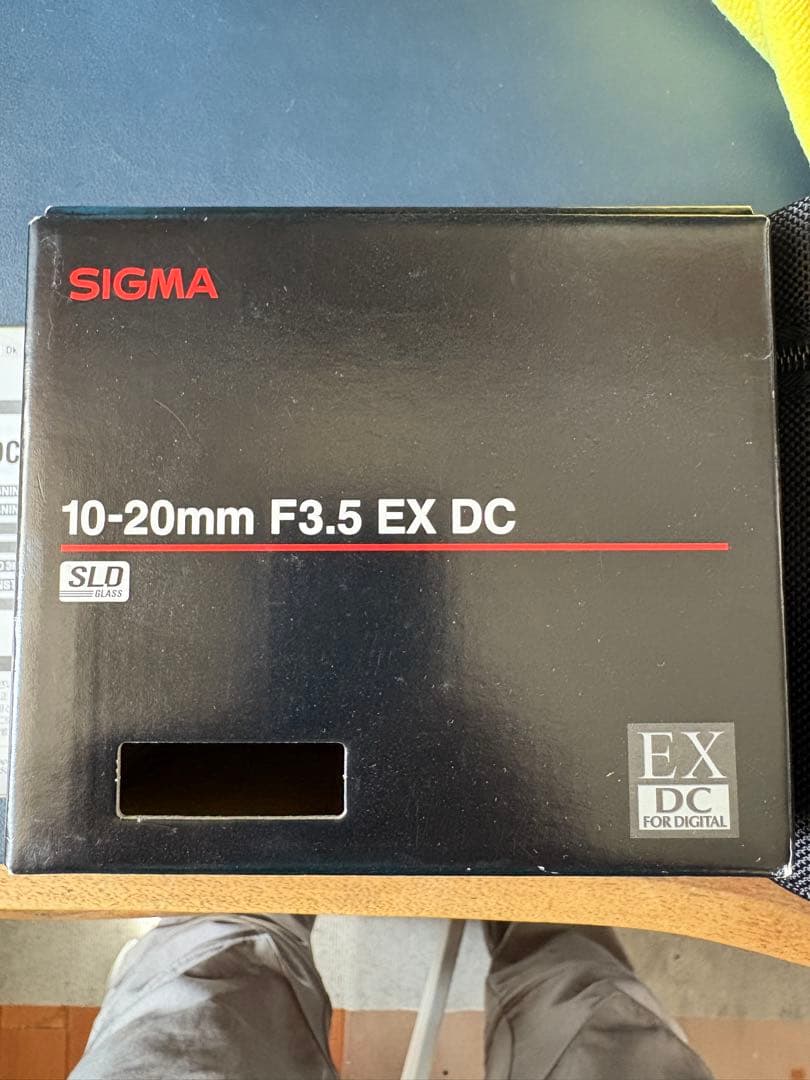 SIGMA
10-20mm F3.5 EX DC
SLD
GLASS
EX
DC
FOR DIGITAL